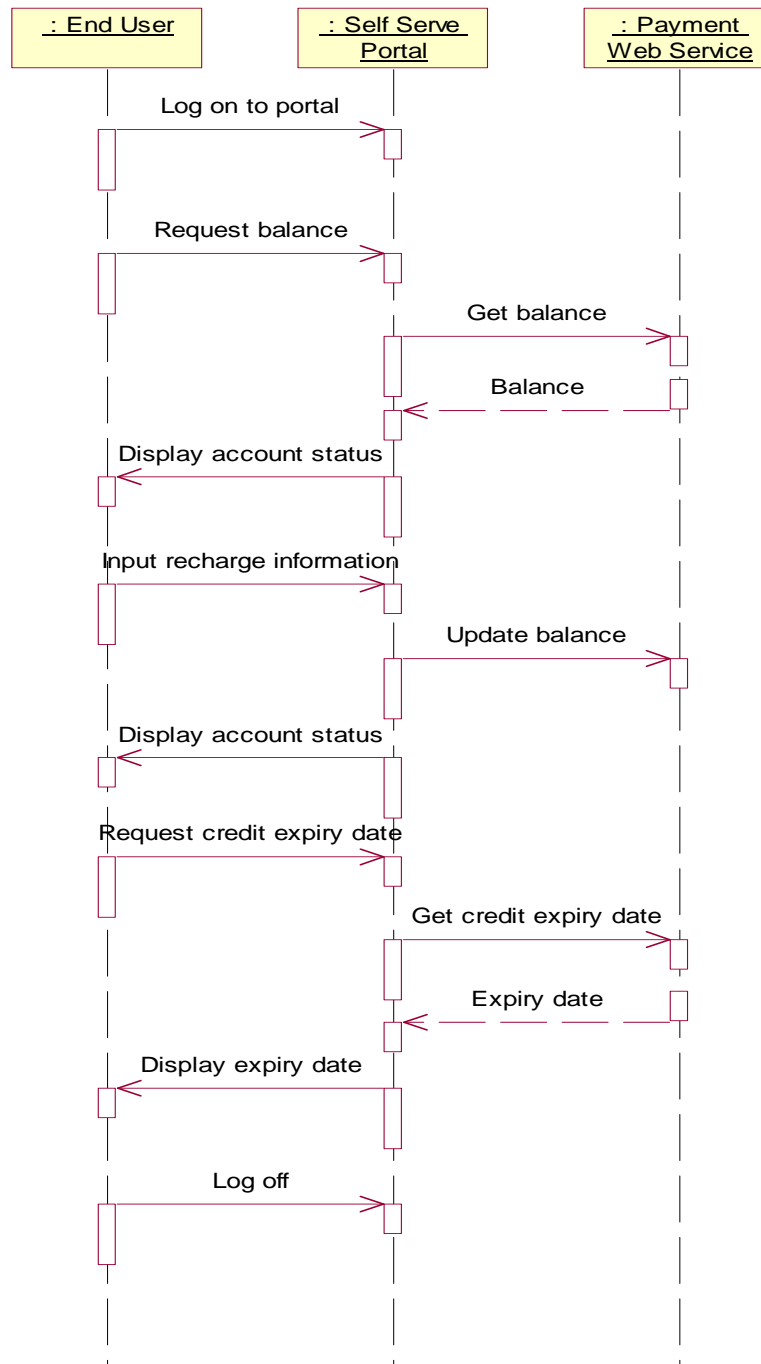 : End User
: Self Serve
Portal
: Payment
Web Service
Log on to portal
Request balance
Get balance
Balance
Display account status
Input recharge information
Update balance
Display account status
Request credit expiry date
Get credit expiry date
Expiry date
Display expiry date
Log off